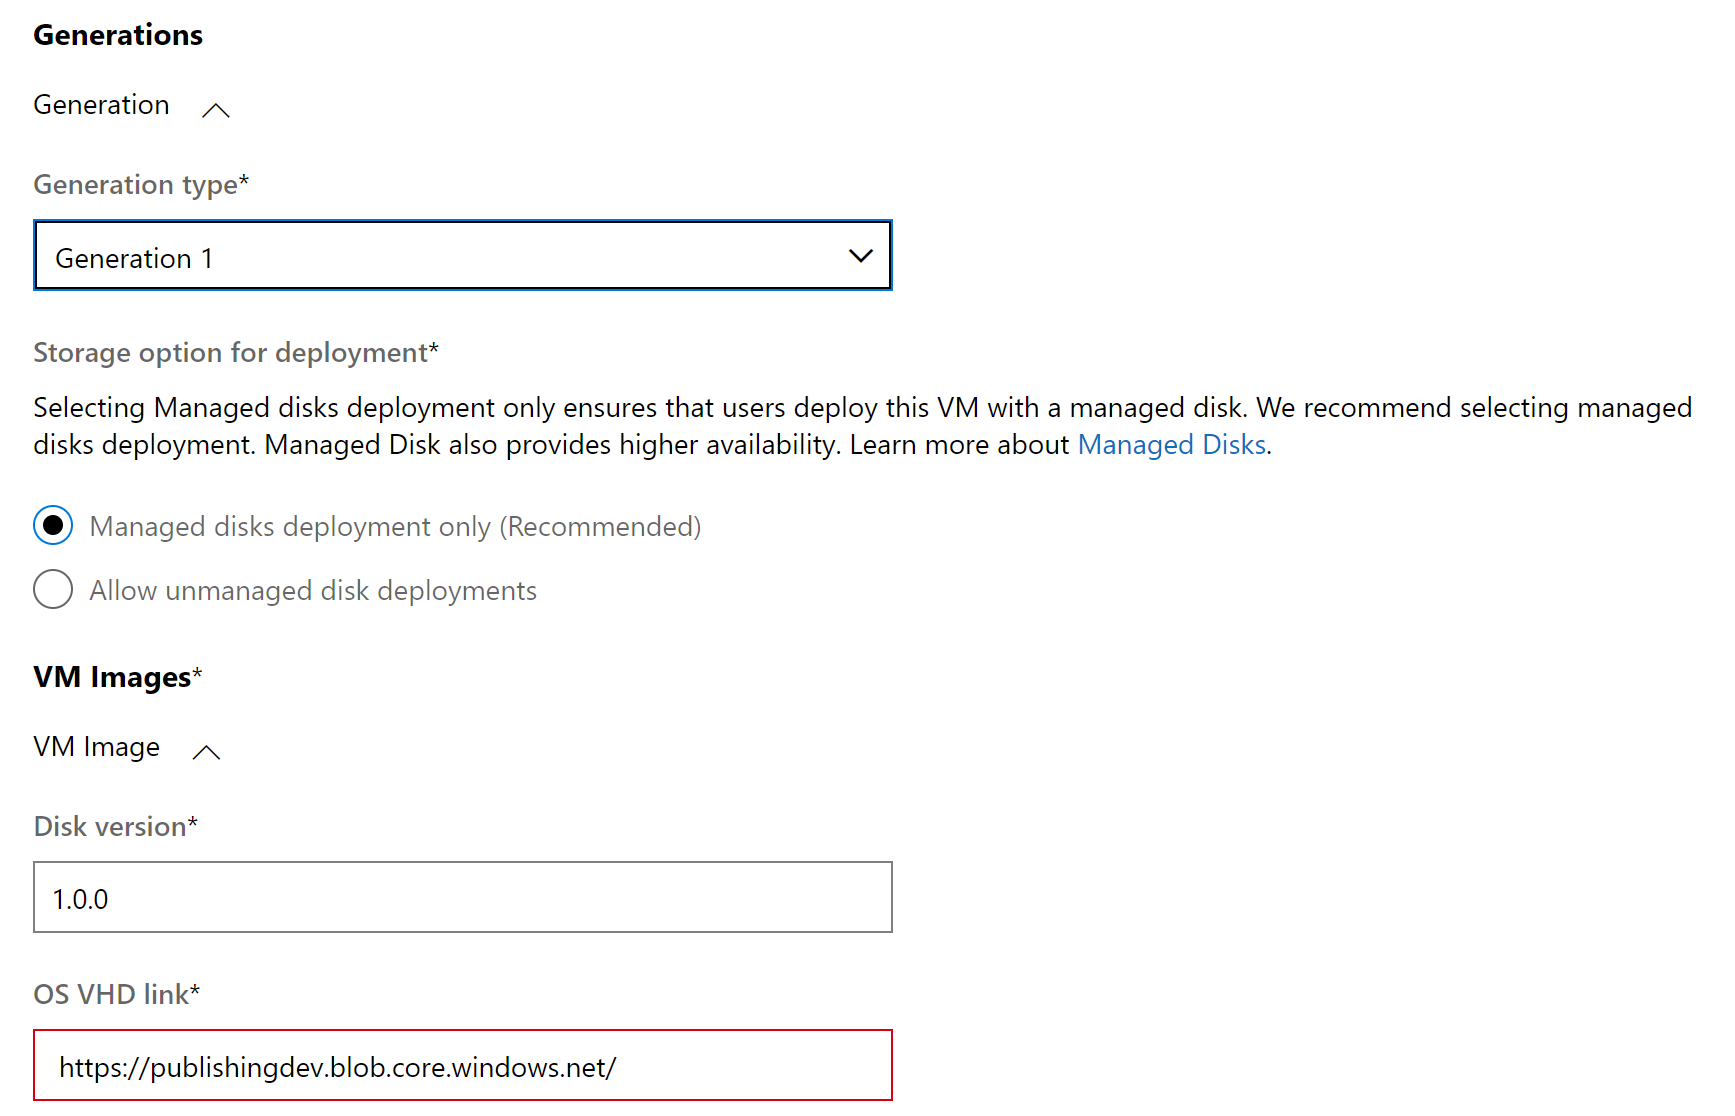 Generations
Generation
Generation type*
Generation 1
Storage option for deployment*
Selecting Managed disks deployment only ensures that users deploy this VM with a managed disk. We recommend selecting managed
disks deployment. Managed Disk also provides higher availability. Learn more about Managed Disks.
Managed disks deployment only (Recommended)
Allow unmanaged disk deployments
VM Images*
VM Image
Disk version*
1.0.0
OS VHD link*
https://publishingdev.blob.core.windows.net/